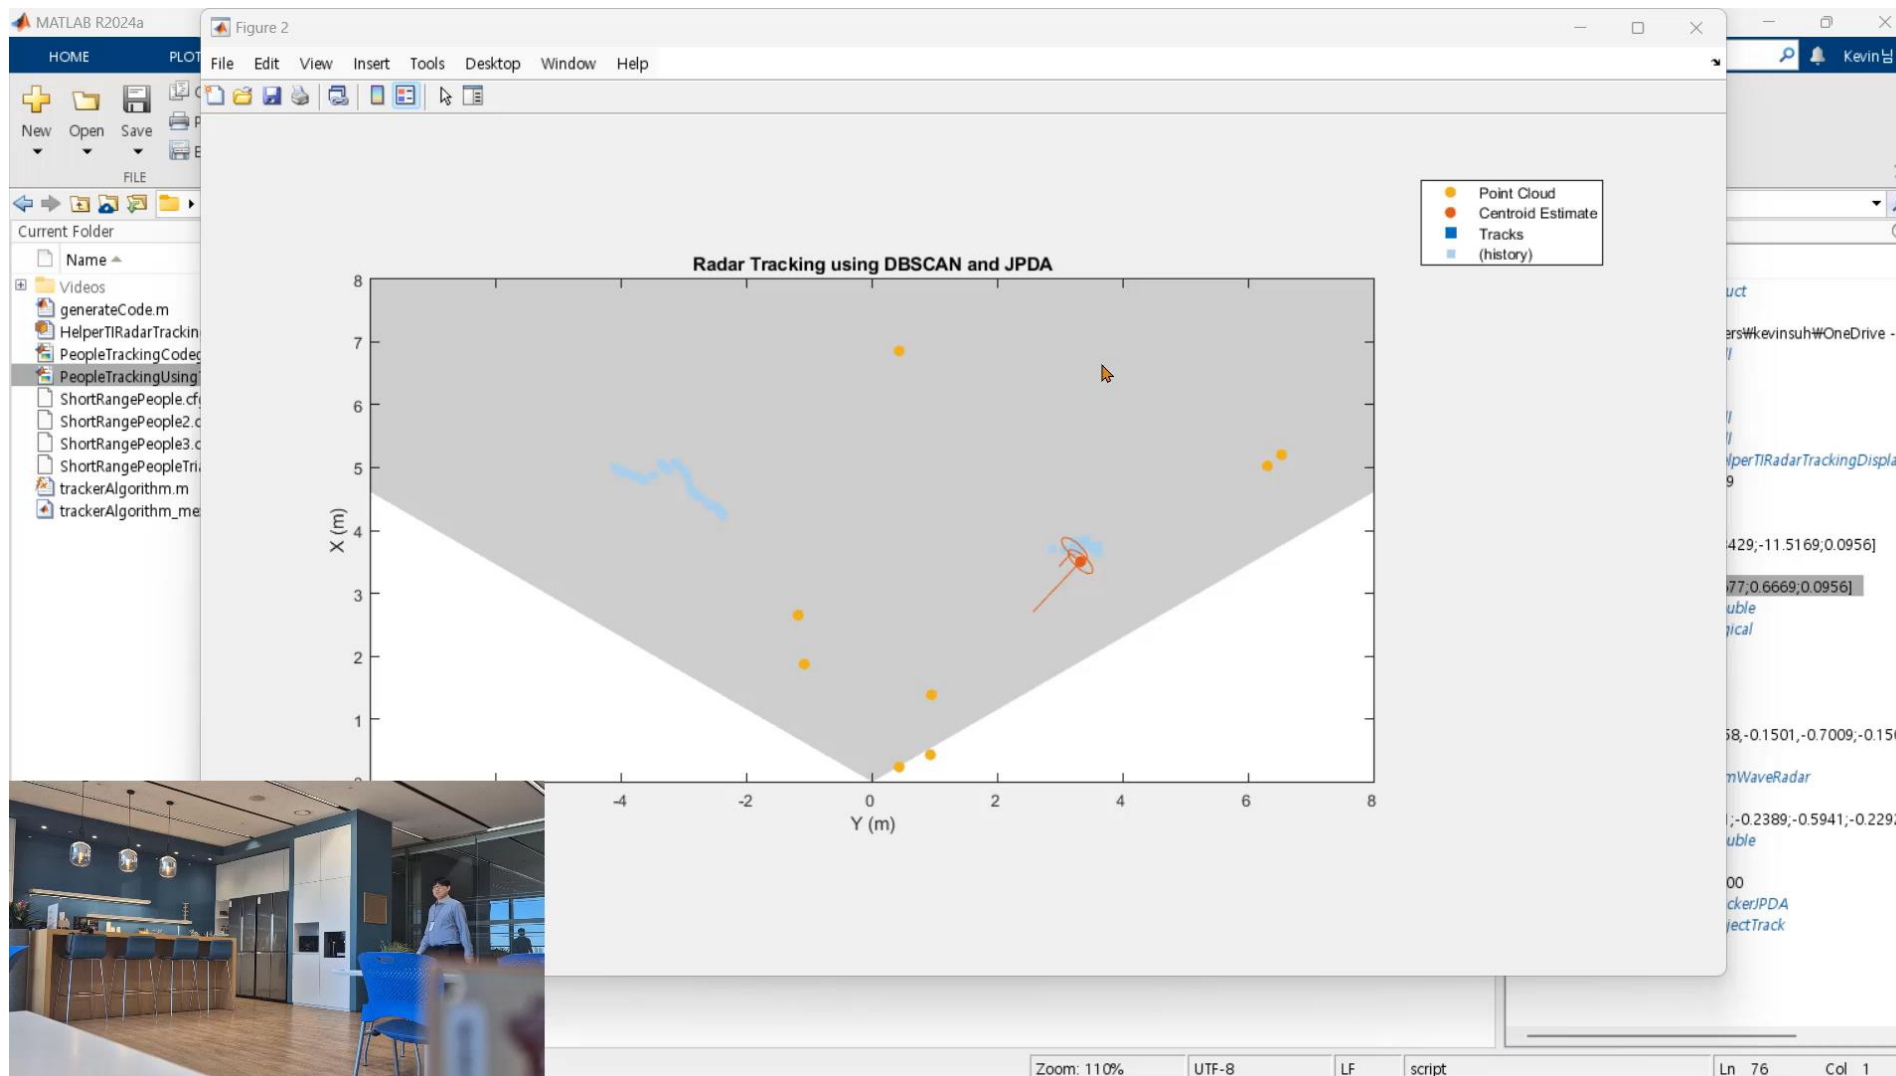 MATLAB R2024a
Figure 2
HOME
PLOT
Kevin님
File Edit View Insert Tools Desktop Window Help
New
Open
Save
FILE
Current Folder
Name
Videos
generateCode.m
HelperTIRadarTrackin
PeopleTrackingCodeg
PeopleTrackingUsing
ShortRangePeople.cf
ShortRangePeople2.c
ShortRangePeople3.c
ShortRangePeopleTria
trackerAlgorithm.m
trackerAlgorithm_me
Point Cloud
Centroid Estimate
Tracks
(history)
Radar Tracking using DBSCAN and JPDA
8
7
6
5
4
3
2
1
X (m)
-4
-2
0
2
4
6
8
Y (m)
uct
ers₩kevinsuh₩OneDrive -
elperTIRadarTrackingDispla
9
429;-11.5169;0.0956]
77;0.6669;0.0956]
uble
gical
58,-0.1501,-0.7009;-0.150
mWaveRadar
;-0.2389;-0.5941;-0.2292
uble
00
ckerJPDA
jectTrack
Zoom: 110%
UTF-8
LF
script
Ln 76
Col 1